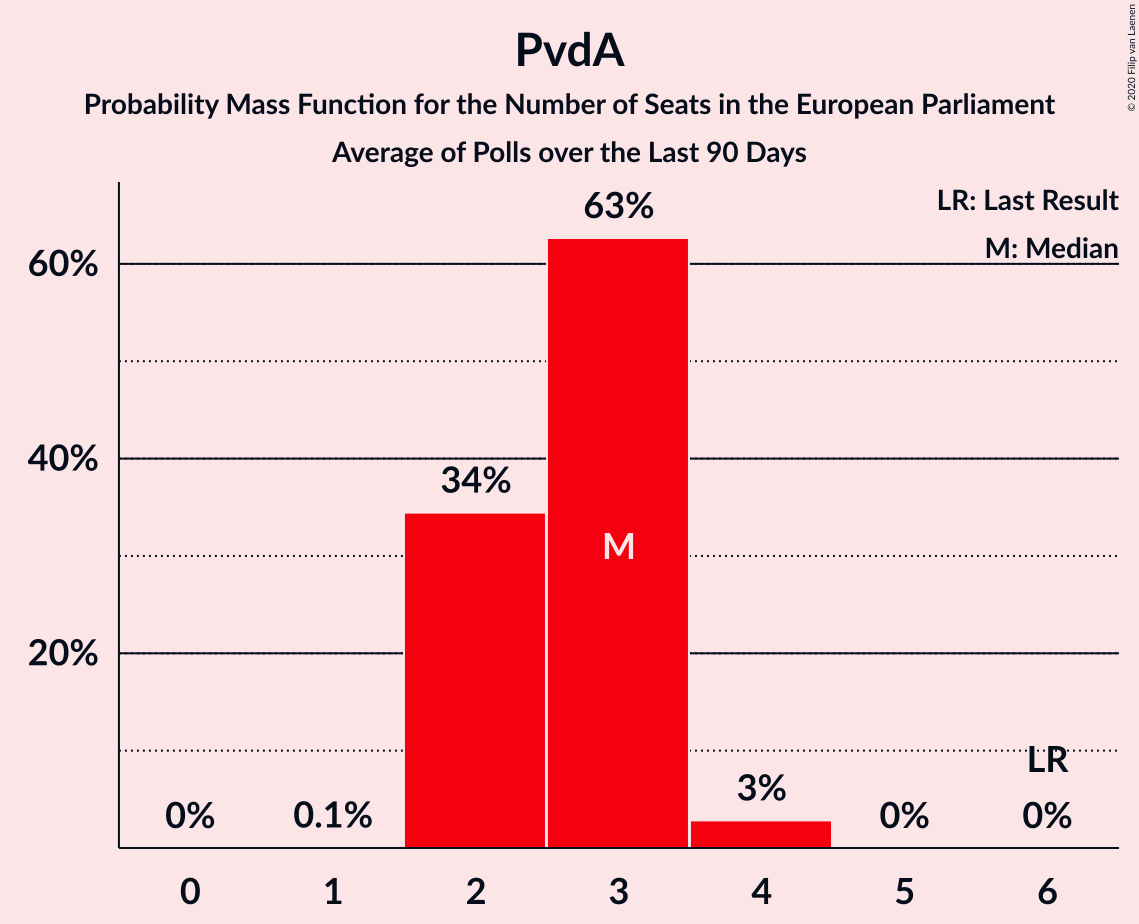 PvdA
Probability Mass Function for the Number of Seats in the European Parliament
Average of Polls over the Last 90 Days
© 2020 Filip van Laenen
LR: Last Result
M: Median
63%
60%
40%
34%
M
20%
LR
3%
0%
0.1%
0%
0%
0
1
2
3
4
5
6